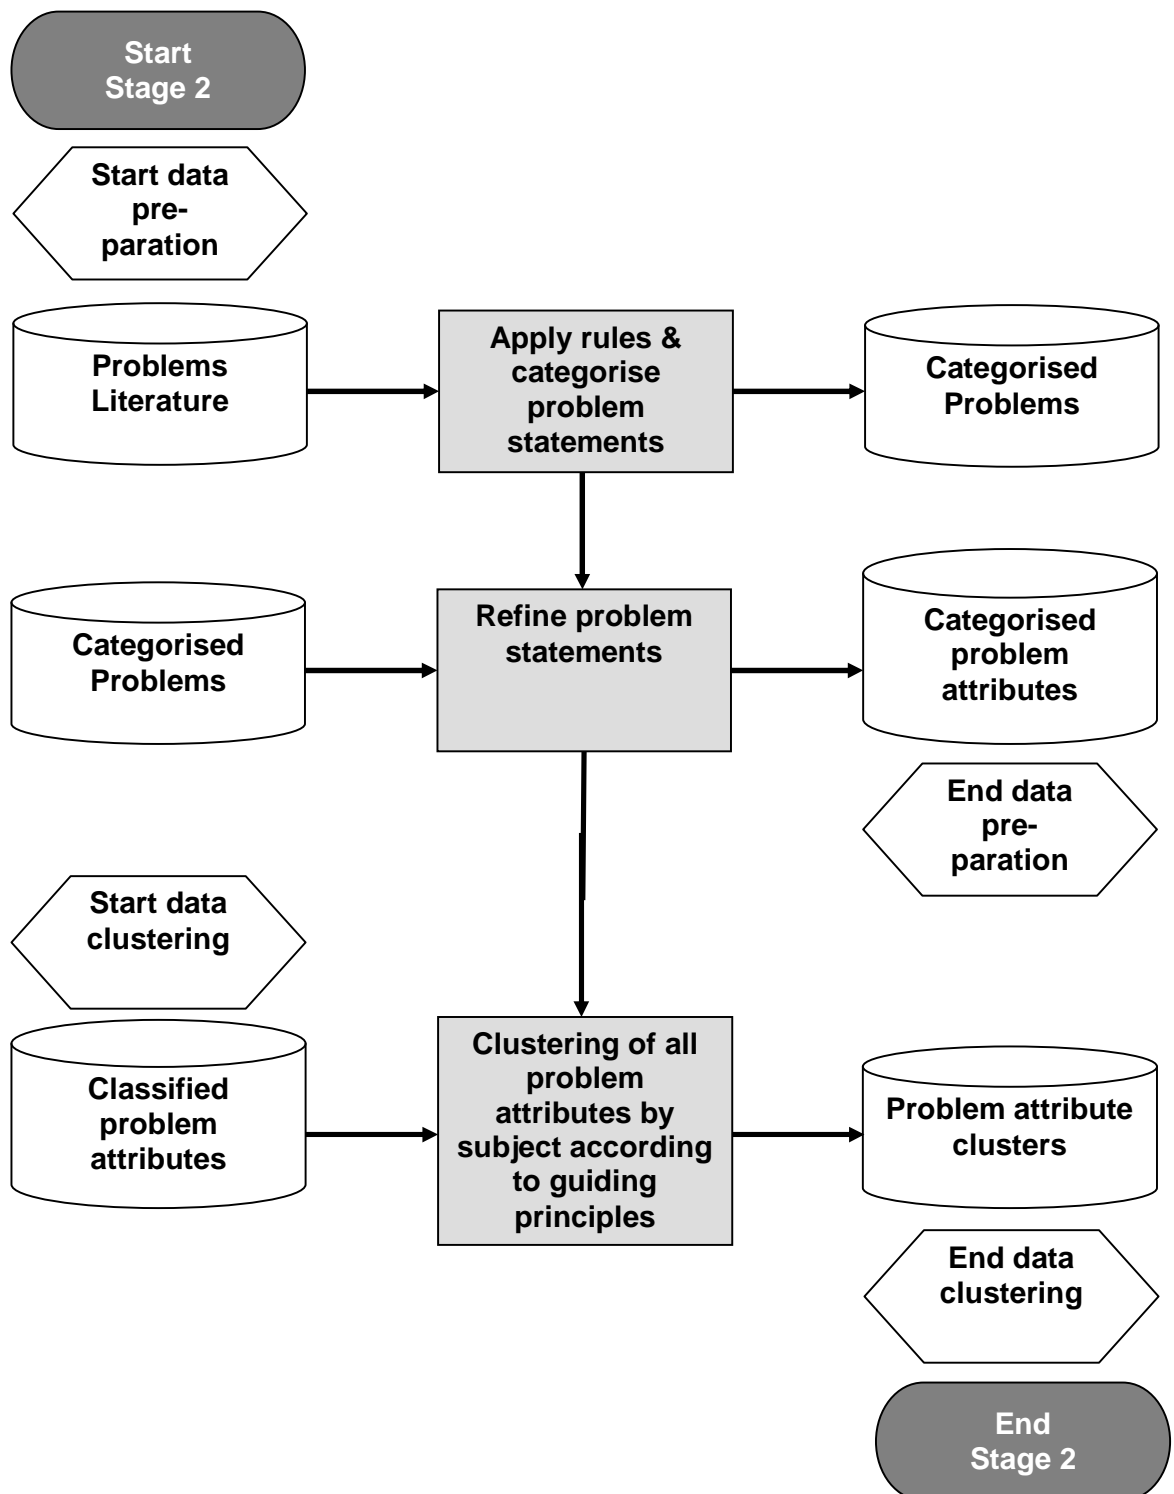 Start
Stage 2
Start data
pre-
paration
Problems
Literature
Apply rules &
categorise
problem
statements
Categorised
Problems
Categorised
Problems
Refine problem
statements
Categorised
problem
attributes
End data
pre-
paration
Start data
clustering
Classified
problem
attributes
Clustering of all
problem
attributes by
subject according
to guiding
principles
Problem attribute
clusters
End data
clustering
End
Stage 2